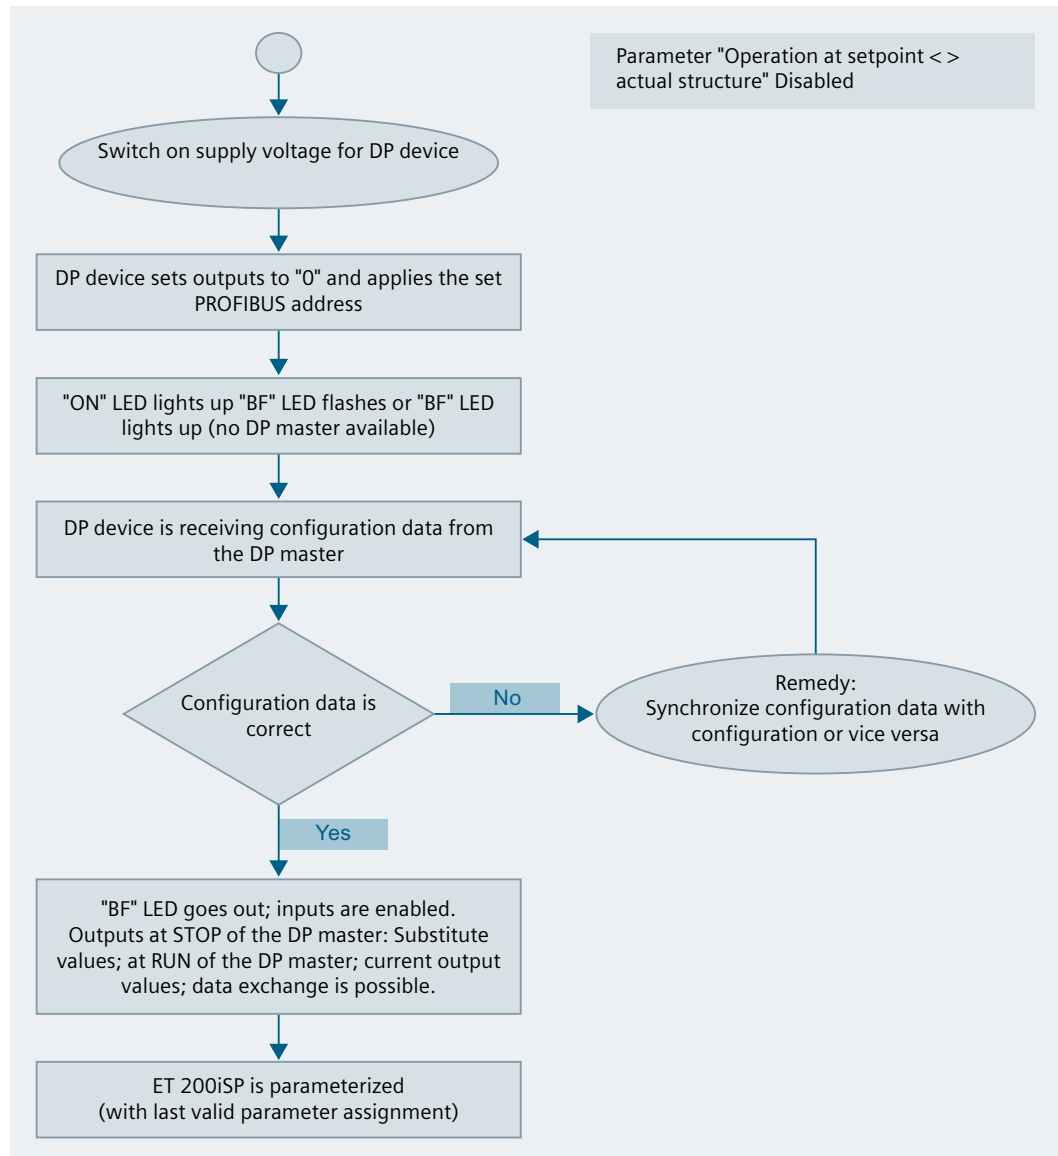 Parameter "Operation at setpoint < >
actual structure" Disabled
Switch on supply voltage for DP device
DP device sets outputs to "0" and applies the set
PROFIBUS address
"ON" LED lights up "BF" LED flashes or "BF" LED
lights up (no DP master available)
DP device is receiving configuration data from
the DP master
Configuration data is
correct
No
Remedy:
Synchronize configuration data with
configuration or vice versa
Yes
"BF" LED goes out; inputs are enabled.
Outputs at STOP of the DP master: Substitute
values; at RUN of the DP master; current output
values; data exchange is possible.
ET 200iSP is parameterized
(with last valid parameter assignment)